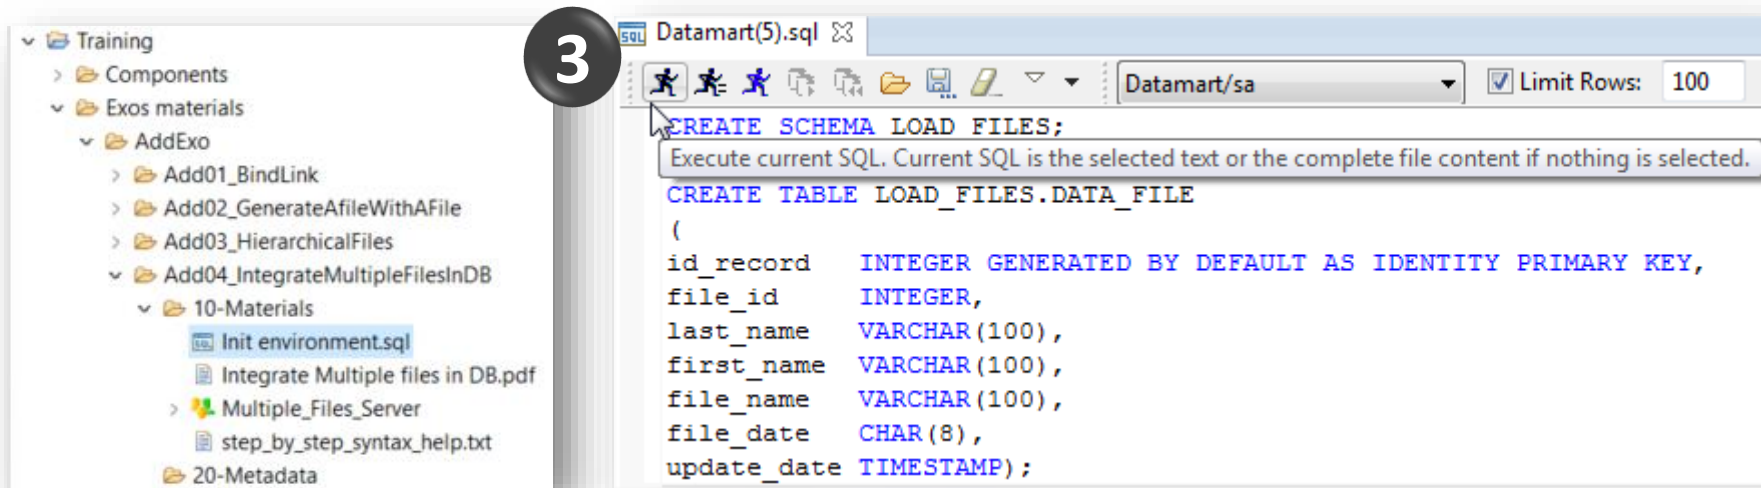 Training
Components
Exos materials
AddExo
Add01_BindLink
Add02_GenerateAfileWithAFile
Add03_HierarchicalFiles
Add04_IntegrateMultipleFilesInDB
10-Materials
Init environment.sql
Integrate Multiple files in DB.pdf
Multiple_Files_Server
step_by_step_syntax_help.txt
20-Metadata
3
Datamart(5).sql
Datamart/sa
Limit Rows: 100
CREATE SCHEMA LOAD_FILES;
Execute current SQL. Current SQL is the selected text or the complete file content if nothing is selected.
CREATE TABLE LOAD_FILES.DATA_FILE
(
id_record INTEGER GENERATED BY DEFAULT AS IDENTITY PRIMARY KEY,
file_id INTEGER,
last_name VARCHAR(100),
first_name VARCHAR(100),
file_name VARCHAR(100),
file_date CHAR(8),
update_date TIMESTAMP);